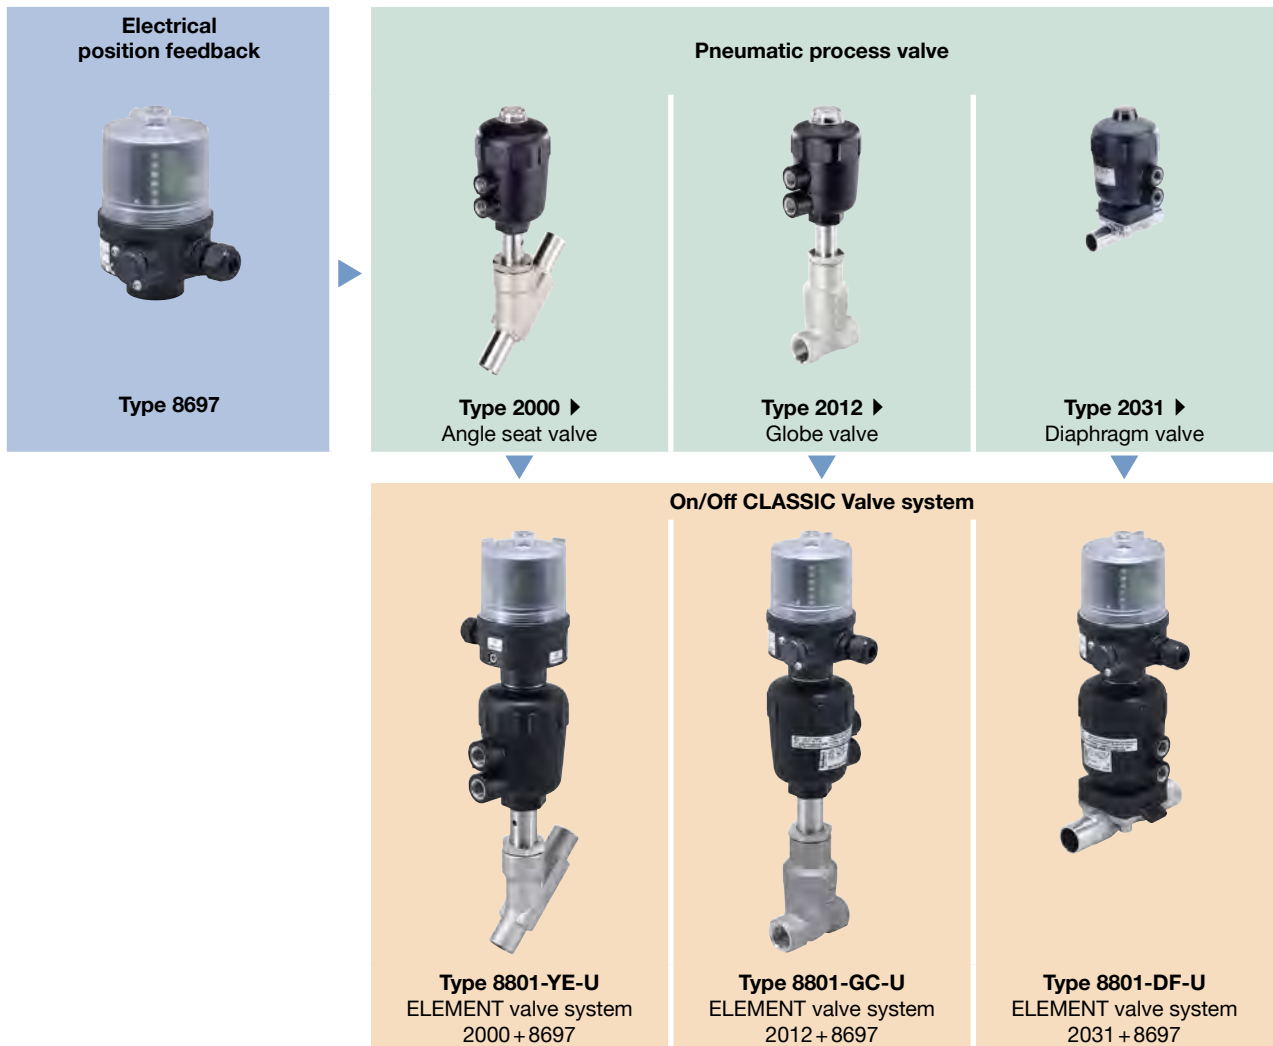 Electrical
position feedback
Type 8697
Pneumatic process valve
Type 2000
Angle seat valve
Type 2012
Globe valve
Type 2031
Diaphragm valve
On/Off CLASSIC Valve system
Type 8801-YE-U
ELEMENT valve system
2000+8697
Type 8801-GC-U
ELEMENT valve system
2012+8697
Type 8801-DF-U
ELEMENT valve system
2031+8697